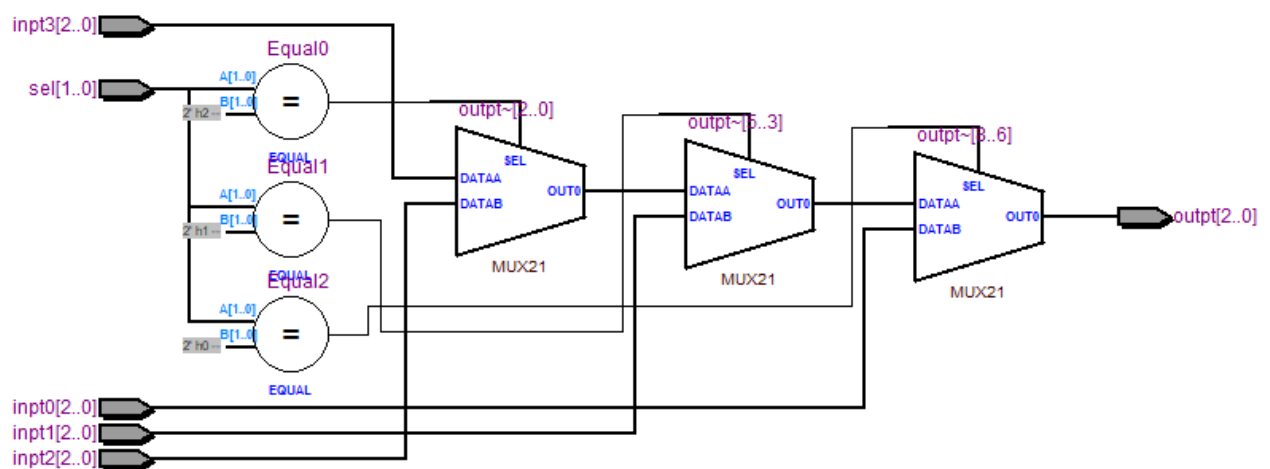 inpt3[2..0]
Equal0
sel[1..0]
A[1..0]
B[1..0]
2' h2 --
=
EQUAL
outpt~[2..0]
SEL
DATAA
DATAB
OUT0
MUX21
outpt~[5..3]
SEL
DATAA
DATAB
OUT0
MUX21
outpt~[8..6]
SEL
DATAA
DATAB
OUT0
MUX21
outpt[2..0]
Equal1
A[1..0]
B[1..0]
2' h1 --
=
EQUAL
Equal2
A[1..0]
B[1..0]
2' h0 --
=
EQUAL
inpt0[2..0]
inpt1[2..0]
inpt2[2..0]